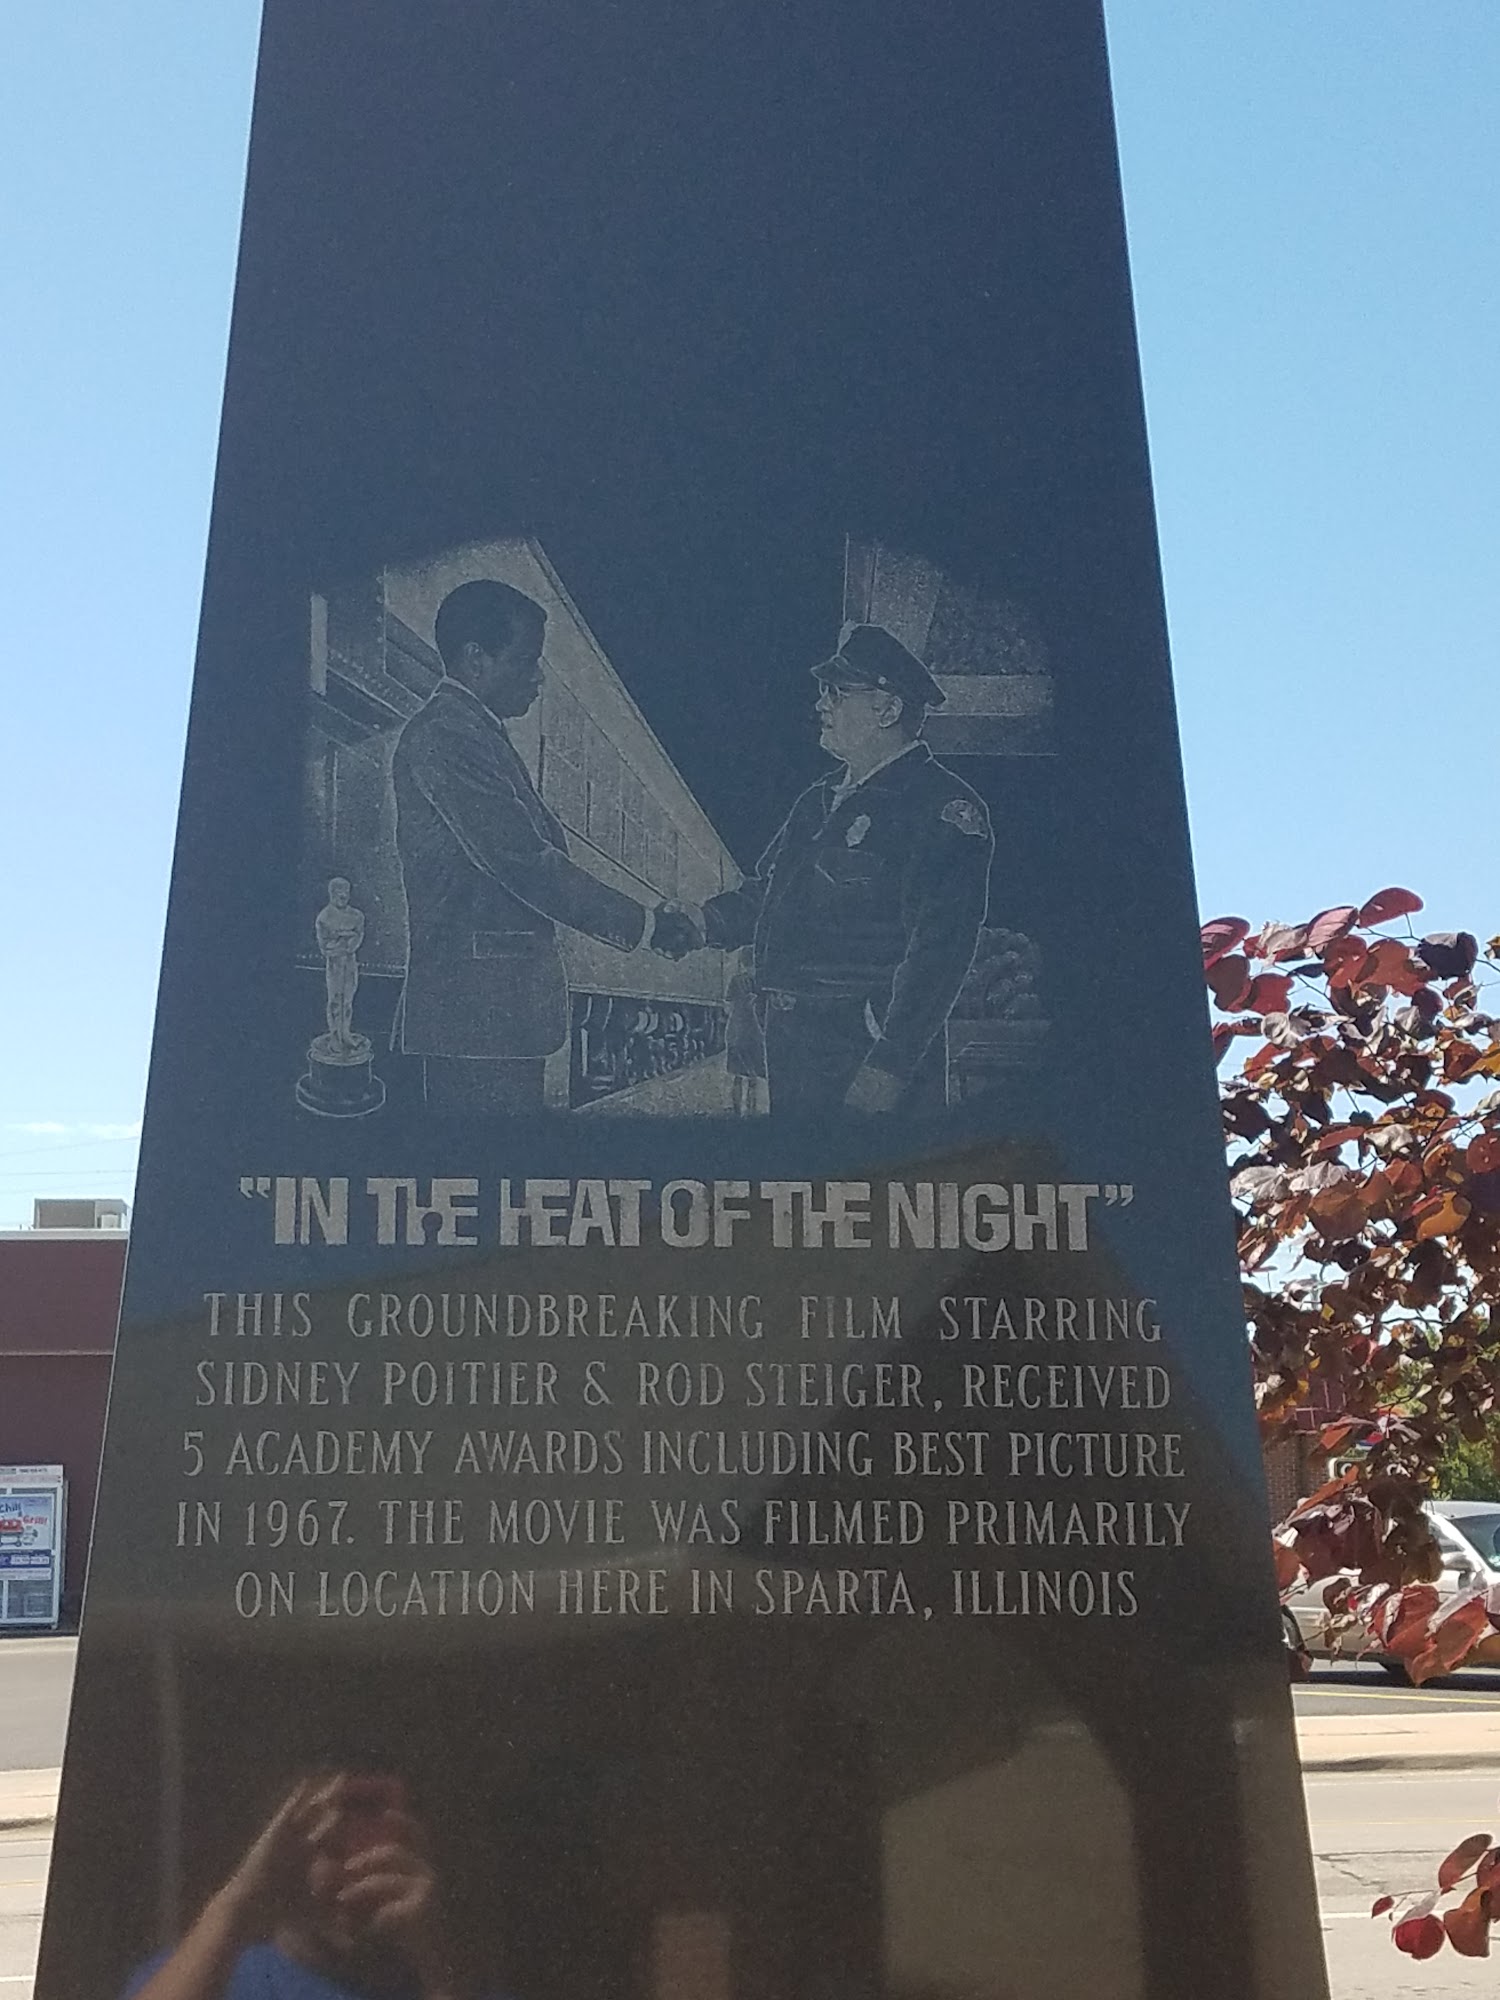 "IN THE HEAT OF THE NIGHT"
THIS GROUNDBREAKING FILM STARRING
SIDNEY POITIER & ROD STEIGER, RECEIVED
5 ACADEMY AWARDS INCLUDING BEST PICTURE
IN 1967. THE MOVIE WAS FILMED PRIMARILY
ON LOCATION HERE IN SPARTA, ILLINOIS